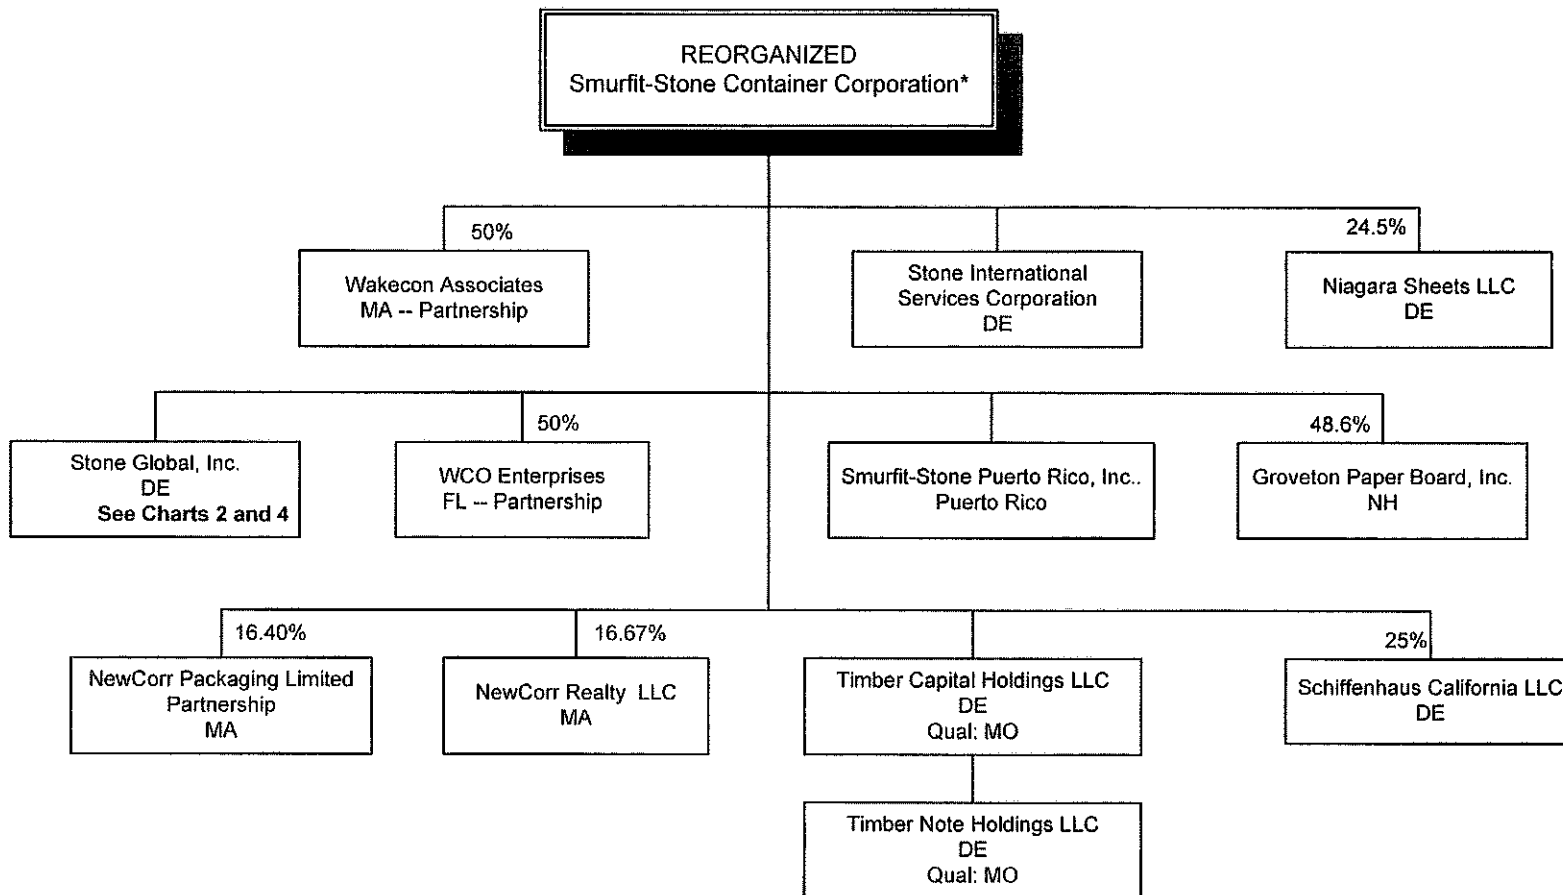 REORGANIZED
Smurfit-Stone Container Corporation*
50%
Wakecon Associates
MA -- Partnership
Stone International
Services Corporation
DE
24.5%
Niagara Sheets LLC
DE
Stone Global, Inc.
DE
See Charts 2 and 4
50%
WCO Enterprises
FL -- Partnership
Smurfit-Stone Puerto Rico, Inc..
Puerto Rico
48.6%
Groveton Paper Board, Inc.
NH
16.40%
NewCorr Packaging Limited
Partnership
MA
16.67%
NewCorr Realty LLC
MA
Timber Capital Holdings LLC
DE
Qual: MO
25%
Schiffenhaus California LLC
DE
Timber Note Holdings LLC
DE
Qual: MO